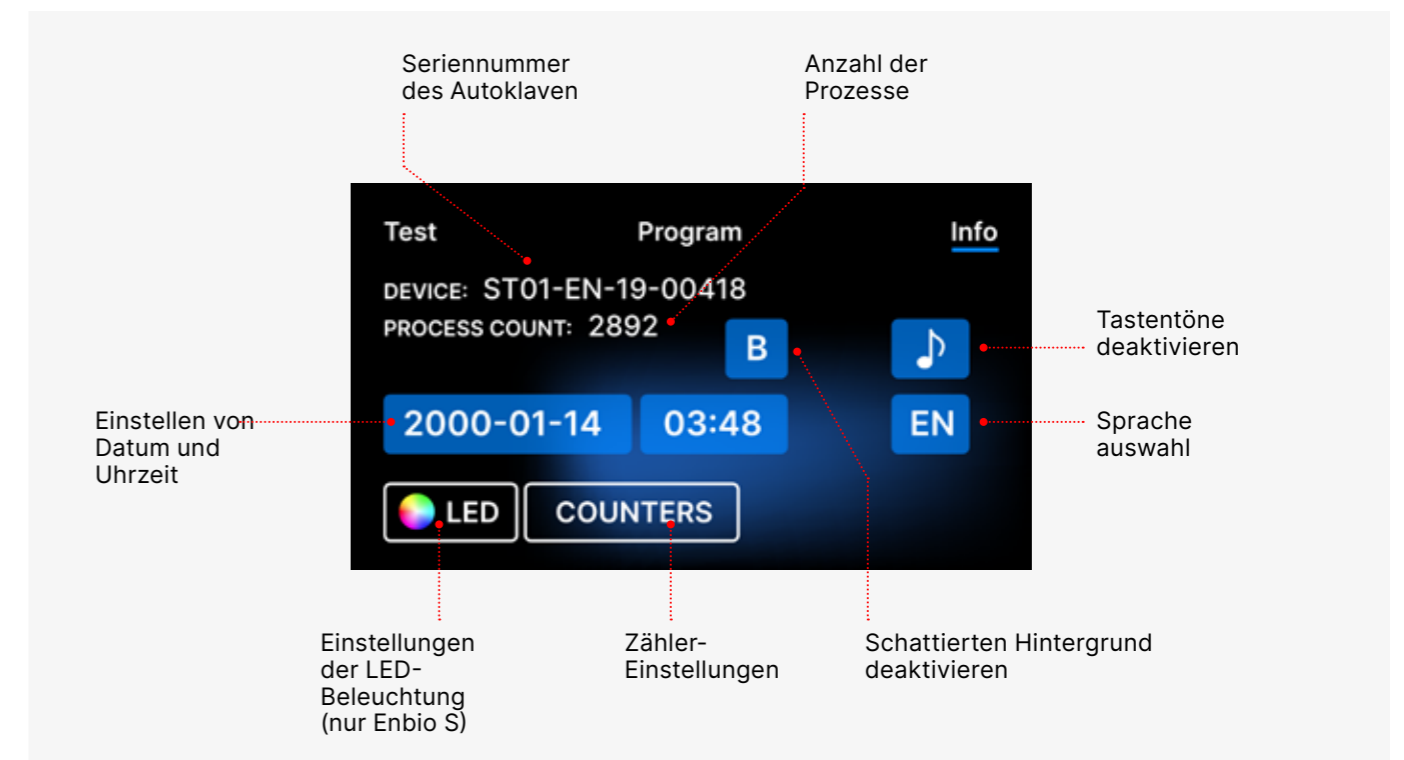 Seriennummer
des Autoklaven
Anzahl der
Prozesse
Test Program Info
DEVICE: ST01-EN-19-00418
PROCESS COUNT: 2892
B
Tastentöne
deaktivieren
Einstellen von
Datum und
Uhrzeit
2000-01-14 03:48 EN
Sprache
auswahl
LED COUNTERS
Einstellungen
der LED-
Beleuchtung
(nur Enbio S)
Zähler-
Einstellungen
Schattierten Hintergrund
deaktivieren